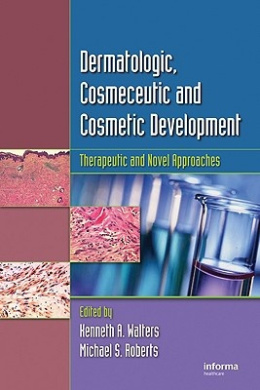 Dermatologic,
Cosmeceutic and
Cosmetic Development
Therapeutic and Novel Approaches
Edited by
Kenneth A. Walters
Michael S. Roberts
informa
healthcare